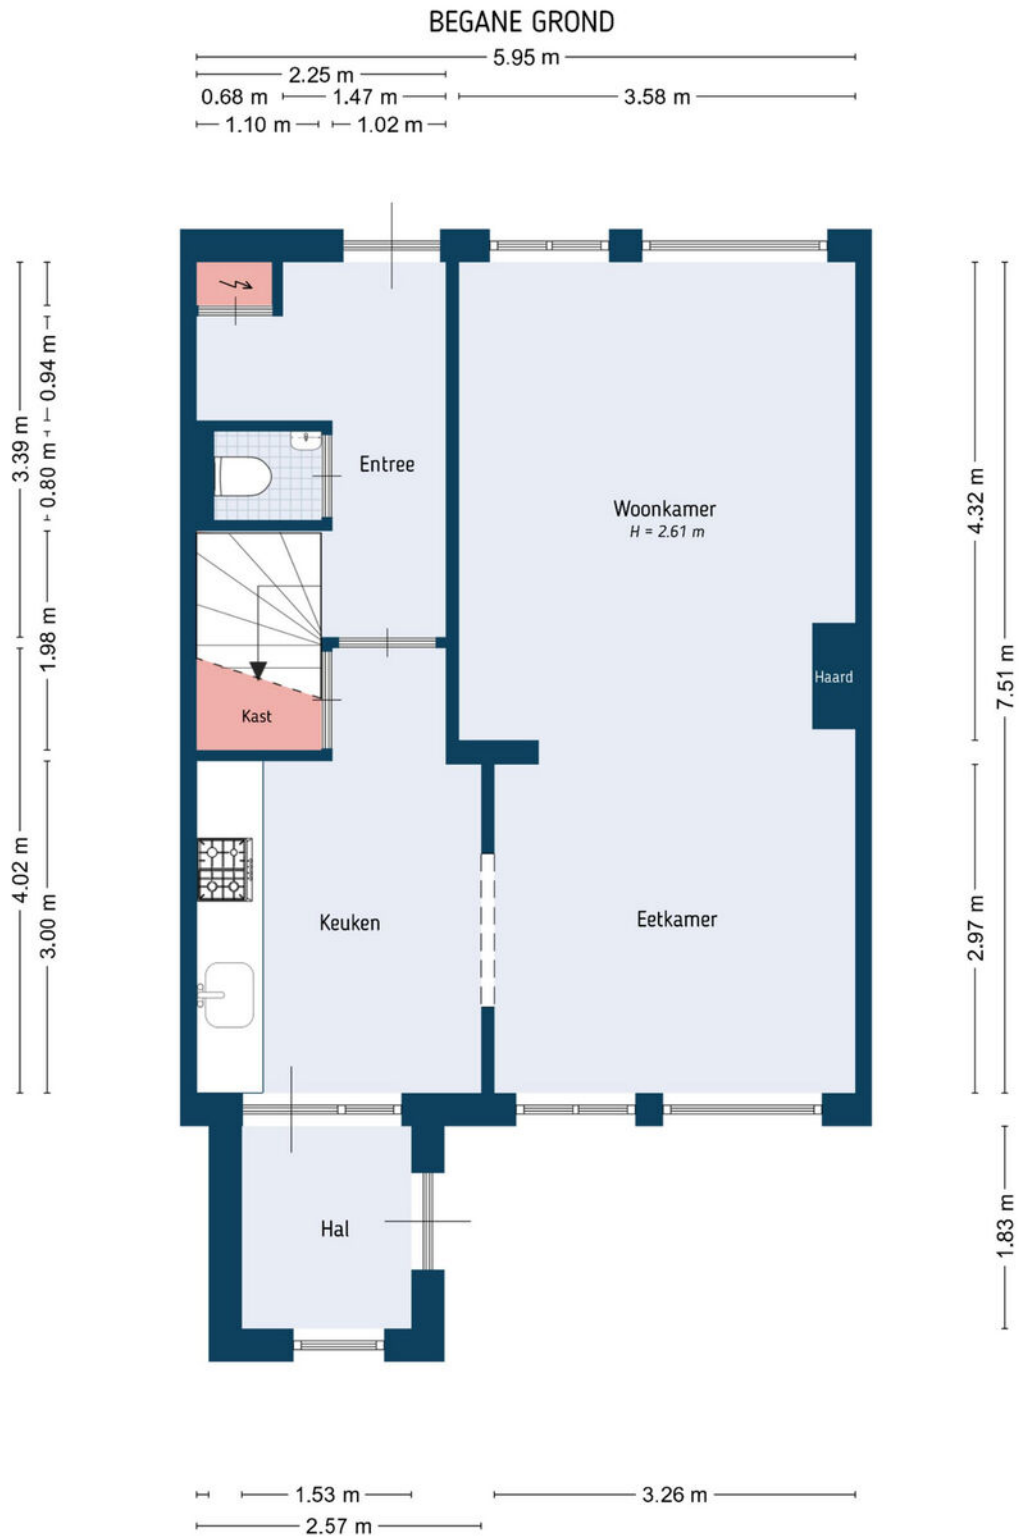 BEGANE GROND
5.95 m
2.25 m
0.68 m 1.47 m 3.58 m
1.10 m 1.02 m
0.94 m
3.39 m
0.80 m
Entree
Woonkamer
H = 2.61 m
4.32 m
1.98 m
Haard
7.51 m
Kast
4.02 m
3.00 m
Keuken
Eetkamer
2.97 m
Hal
1.83 m
1.53 m 3.26 m
2.57 m